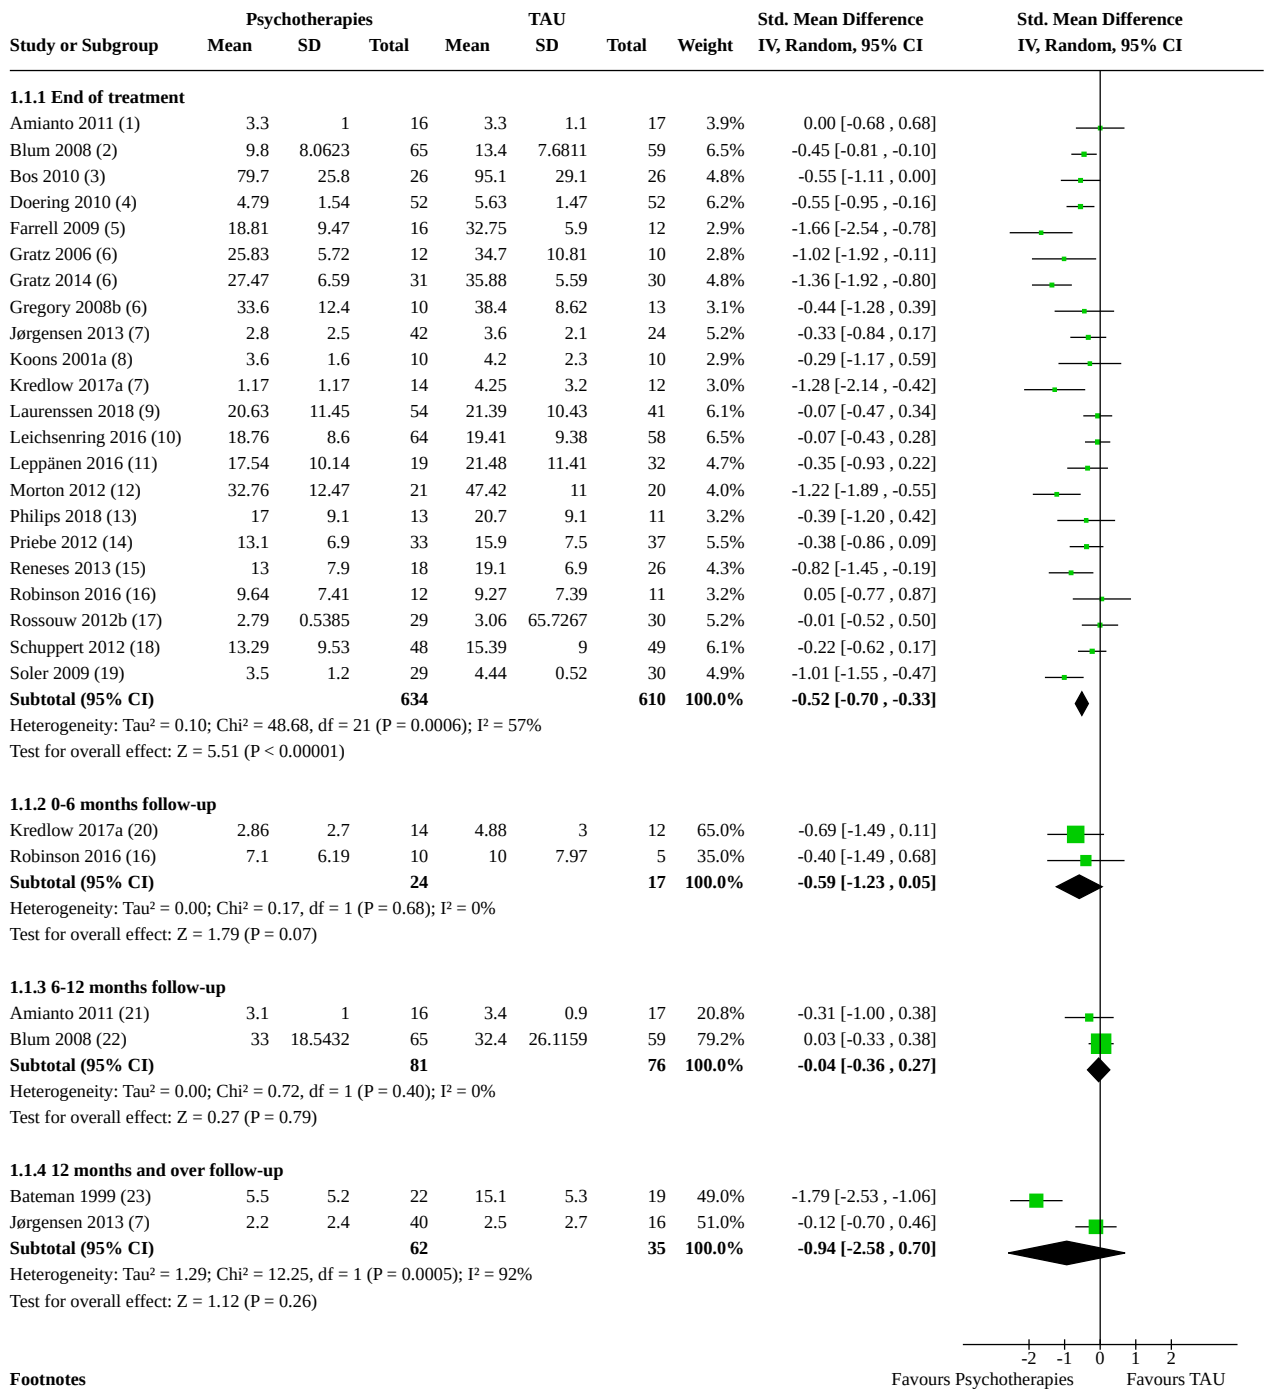 Psychotherapies TAU Std. Mean Difference Std. Mean Difference
Study or Subgroup Mean SD Total Mean SD Total Weight IV, Random, 95% CI IV, Random, 95% CI
1.1.1 End of treatment
Amianto 2011 (1) 3.3 1 16 3.3 1.1 17 3.9% 0.00 [-0.68 , 0.68]
Blum 2008 (2) 9.8 8.0623 65 13.4 7.6811 59 6.5% -0.45 [-0.81 , -0.10]
Bos 2010 (3) 79.7 25.8 26 95.1 29.1 26 4.8% -0.55 [-1.11 , 0.00]
Doering 2010 (4) 4.79 1.54 52 5.63 1.47 52 6.2% -0.55 [-0.95 , -0.16]
Farrell 2009 (5) 18.81 9.47 16 32.75 5.9 12 2.9% -1.66 [-2.54 , -0.78]
Gratz 2006 (6) 25.83 5.72 12 34.7 10.81 10 2.8% -1.02 [-1.92 , -0.11]
Gratz 2014 (6) 27.47 6.59 31 35.88 5.59 30 4.8% -1.36 [-1.92 , -0.80]
Gregory 2008b (6) 33.6 12.4 10 38.4 8.62 13 3.1% -0.44 [-1.28 , 0.39]
Jørgensen 2013 (7) 2.8 2.5 42 3.6 2.1 24 5.2% -0.33 [-0.84 , 0.17]
Koons 2001a (8) 3.6 1.6 10 4.2 2.3 10 2.9% -0.29 [-1.17 , 0.59]
Kredlow 2017a (7) 1.17 1.17 14 4.25 3.2 12 3.0% -1.28 [-2.14 , -0.42]
Laurenssen 2018 (9) 20.63 11.45 54 21.39 10.43 41 6.1% -0.07 [-0.47 , 0.34]
Leichsenring 2016 (10) 18.76 8.6 64 19.41 9.38 58 6.5% -0.07 [-0.43 , 0.28]
Leppänen 2016 (11) 17.54 10.14 19 21.48 11.41 32 4.7% -0.35 [-0.93 , 0.22]
Morton 2012 (12) 32.76 12.47 21 47.42 11 20 4.0% -1.22 [-1.89 , -0.55]
Philips 2018 (13) 17 9.1 13 20.7 9.1 11 3.2% -0.39 [-1.20 , 0.42]
Priebe 2012 (14) 13.1 6.9 33 15.9 7.5 37 5.5% -0.38 [-0.86 , 0.09]
Reneses 2013 (15) 13 7.9 18 19.1 6.9 26 4.3% -0.82 [-1.45 , -0.19]
Robinson 2016 (16) 9.64 7.41 12 9.27 7.39 11 3.2% 0.05 [-0.77 , 0.87]
Rossouw 2012b (17) 2.79 0.5385 29 3.06 65.7267 30 5.2% -0.01 [-0.52 , 0.50]
Schuppert 2012 (18) 13.29 9.53 48 15.39 9 49 6.1% -0.22 [-0.62 , 0.17]
Soler 2009 (19) 3.5 1.2 29 4.44 0.52 30 4.9% -1.01 [-1.55 , -0.47]
Subtotal (95% CI) 634 610 100.0% -0.52 [-0.70 , -0.33]
Heterogeneity: Tau² = 0.10; Chi² = 48.68, df = 21 (P = 0.0006); I² = 57%
Test for overall effect: Z = 5.51 (P < 0.00001)
1.1.2 0-6 months follow-up
Kredlow 2017a (20) 2.86 2.7 14 4.88 3 12 65.0% -0.69 [-1.49 , 0.11]
Robinson 2016 (16) 7.1 6.19 10 10 7.97 5 35.0% -0.40 [-1.49 , 0.68]
Subtotal (95% CI) 24 17 100.0% -0.59 [-1.23 , 0.05]
Heterogeneity: Tau² = 0.00; Chi² = 0.17, df = 1 (P = 0.68); I² = 0%
Test for overall effect: Z = 1.79 (P = 0.07)
1.1.3 6-12 months follow-up
Amianto 2011 (21) 3.1 1 16 3.4 0.9 17 20.8% -0.31 [-1.00 , 0.38]
Blum 2008 (22) 33 18.5432 65 32.4 26.1159 59 79.2% 0.03 [-0.33 , 0.38]
Subtotal (95% CI) 81 76 100.0% -0.04 [-0.36 , 0.27]
Heterogeneity: Tau² = 0.00; Chi² = 0.72, df = 1 (P = 0.40); I² = 0%
Test for overall effect: Z = 0.27 (P = 0.79)
1.1.4 12 months and over follow-up
Bateman 1999 (23) 5.5 5.2 22 15.1 5.3 19 49.0% -1.79 [-2.53 , -1.06]
Jørgensen 2013 (7) 2.2 2.4 40 2.5 2.7 16 51.0% -0.12 [-0.70 , 0.46]
Subtotal (95% CI) 62 35 100.0% -0.94 [-2.58 , 0.70]
Heterogeneity: Tau² = 1.29; Chi² = 12.25, df = 1 (P = 0.0005); I² = 92%
Test for overall effect: Z = 1.12 (P = 0.26)
-2 -1 0 1 2
Footnotes Favours Psychotherapies Favours TAU